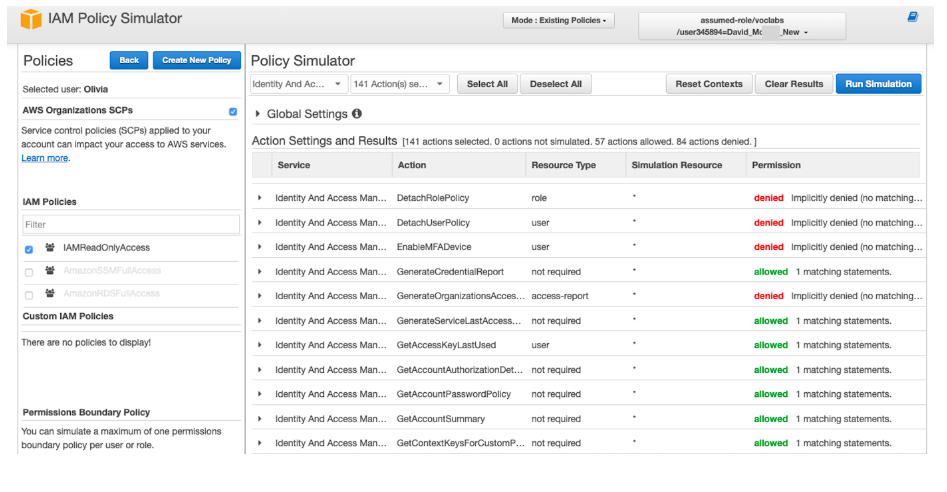 IAM Policy Simulator
Mode : Existing Policies
assumed-role/voclabs
/user345894=David_Mc _New
Policies
Back
Create New Policy
Selected user: Olivia
AWS Organizations SCPs
Service control policies (SCPs) applied to your
account can impact your access to AWS services.
Learn more.
IAM Policies
Filter
IAMReadOnlyAccess
AmazonSSMFullAccess
AmazonRDSFullAccess
Custom IAM Policies
There are no policies to display!
Permissions Boundary Policy
You can simulate a maximum of one permissions
boundary policy per user or role.
Policy Simulator
Identity And Ac... 141 Action(s) se... Select All Deselect All Reset Contexts Clear Results Run Simulation
Global Settings
Action Settings and Results [141 actions selected. 0 actions not simulated. 57 actions allowed. 84 actions denied. ]
Service Action Resource Type Simulation Resource Permission
Identity And Access Man... DetachRolePolicy role * denied Implicitly denied (no matching...
Identity And Access Man... DetachUserPolicy user * denied Implicitly denied (no matching...
Identity And Access Man... EnableMFADevice user * denied Implicitly denied (no matching...
Identity And Access Man... GenerateCredentialReport not required * allowed 1 matching statements.
Identity And Access Man... GenerateOrganizationsAcces... access-report * denied Implicitly denied (no matching...
Identity And Access Man... GenerateServiceLastAccess... not required * allowed 1 matching statements.
Identity And Access Man... GetAccessKeyLastUsed user * allowed 1 matching statements.
Identity And Access Man... GetAccountAuthorizationDet... not required * allowed 1 matching statements.
Identity And Access Man... GetAccountPasswordPolicy not required * allowed 1 matching statements.
Identity And Access Man... GetAccountSummary not required * allowed 1 matching statements.
Identity And Access Man... GetContextKeysForCustomP... not required * allowed 1 matching statements.